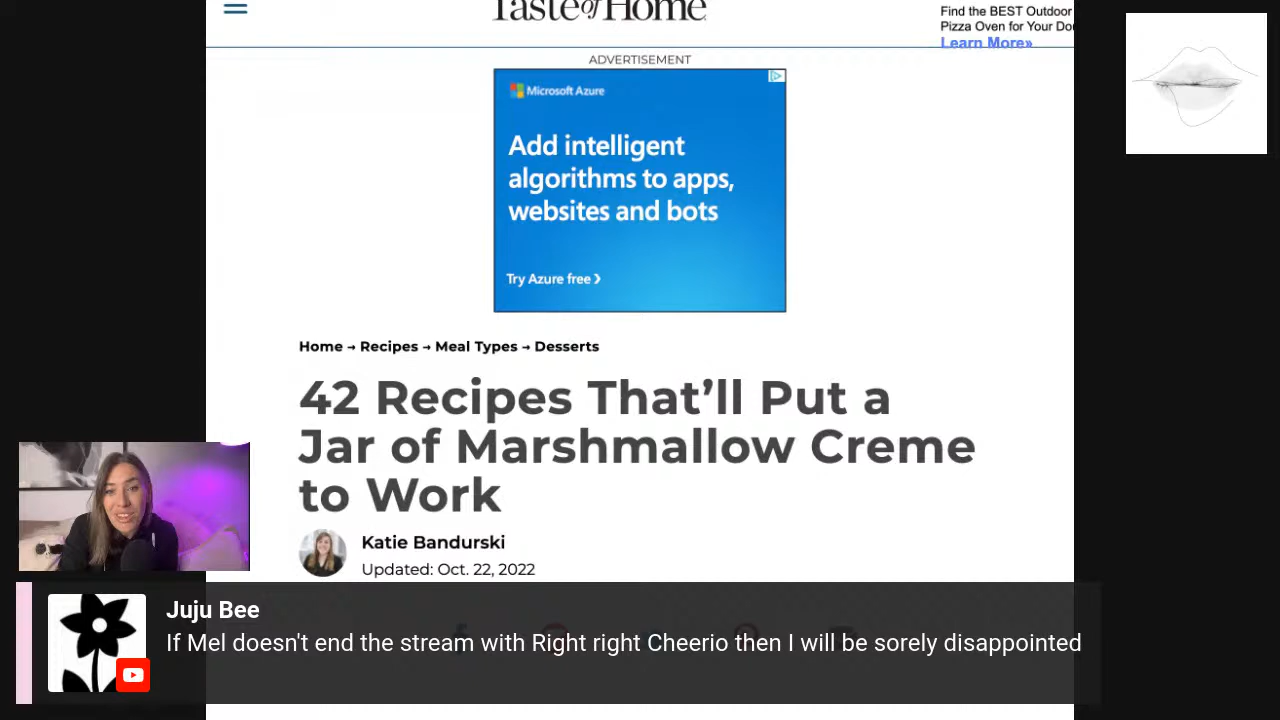 Taste of Home
Find the BEST Outdoor
Pizza Oven for Your Do
Learn More»
ADVERTISEMENT
Microsoft Azure
Add intelligent
algorithms to apps,
websites and bots
Try Azure free ❯
Home → Recipes → Meal Types → Desserts
42 Recipes That’ll Put a
Jar of Marshmallow Creme
to Work
Katie Bandurski
Updated: Oct. 22, 2022
Juju Bee
If Mel doesn't end the stream with Right right Cheerio then I will be sorely disappointed